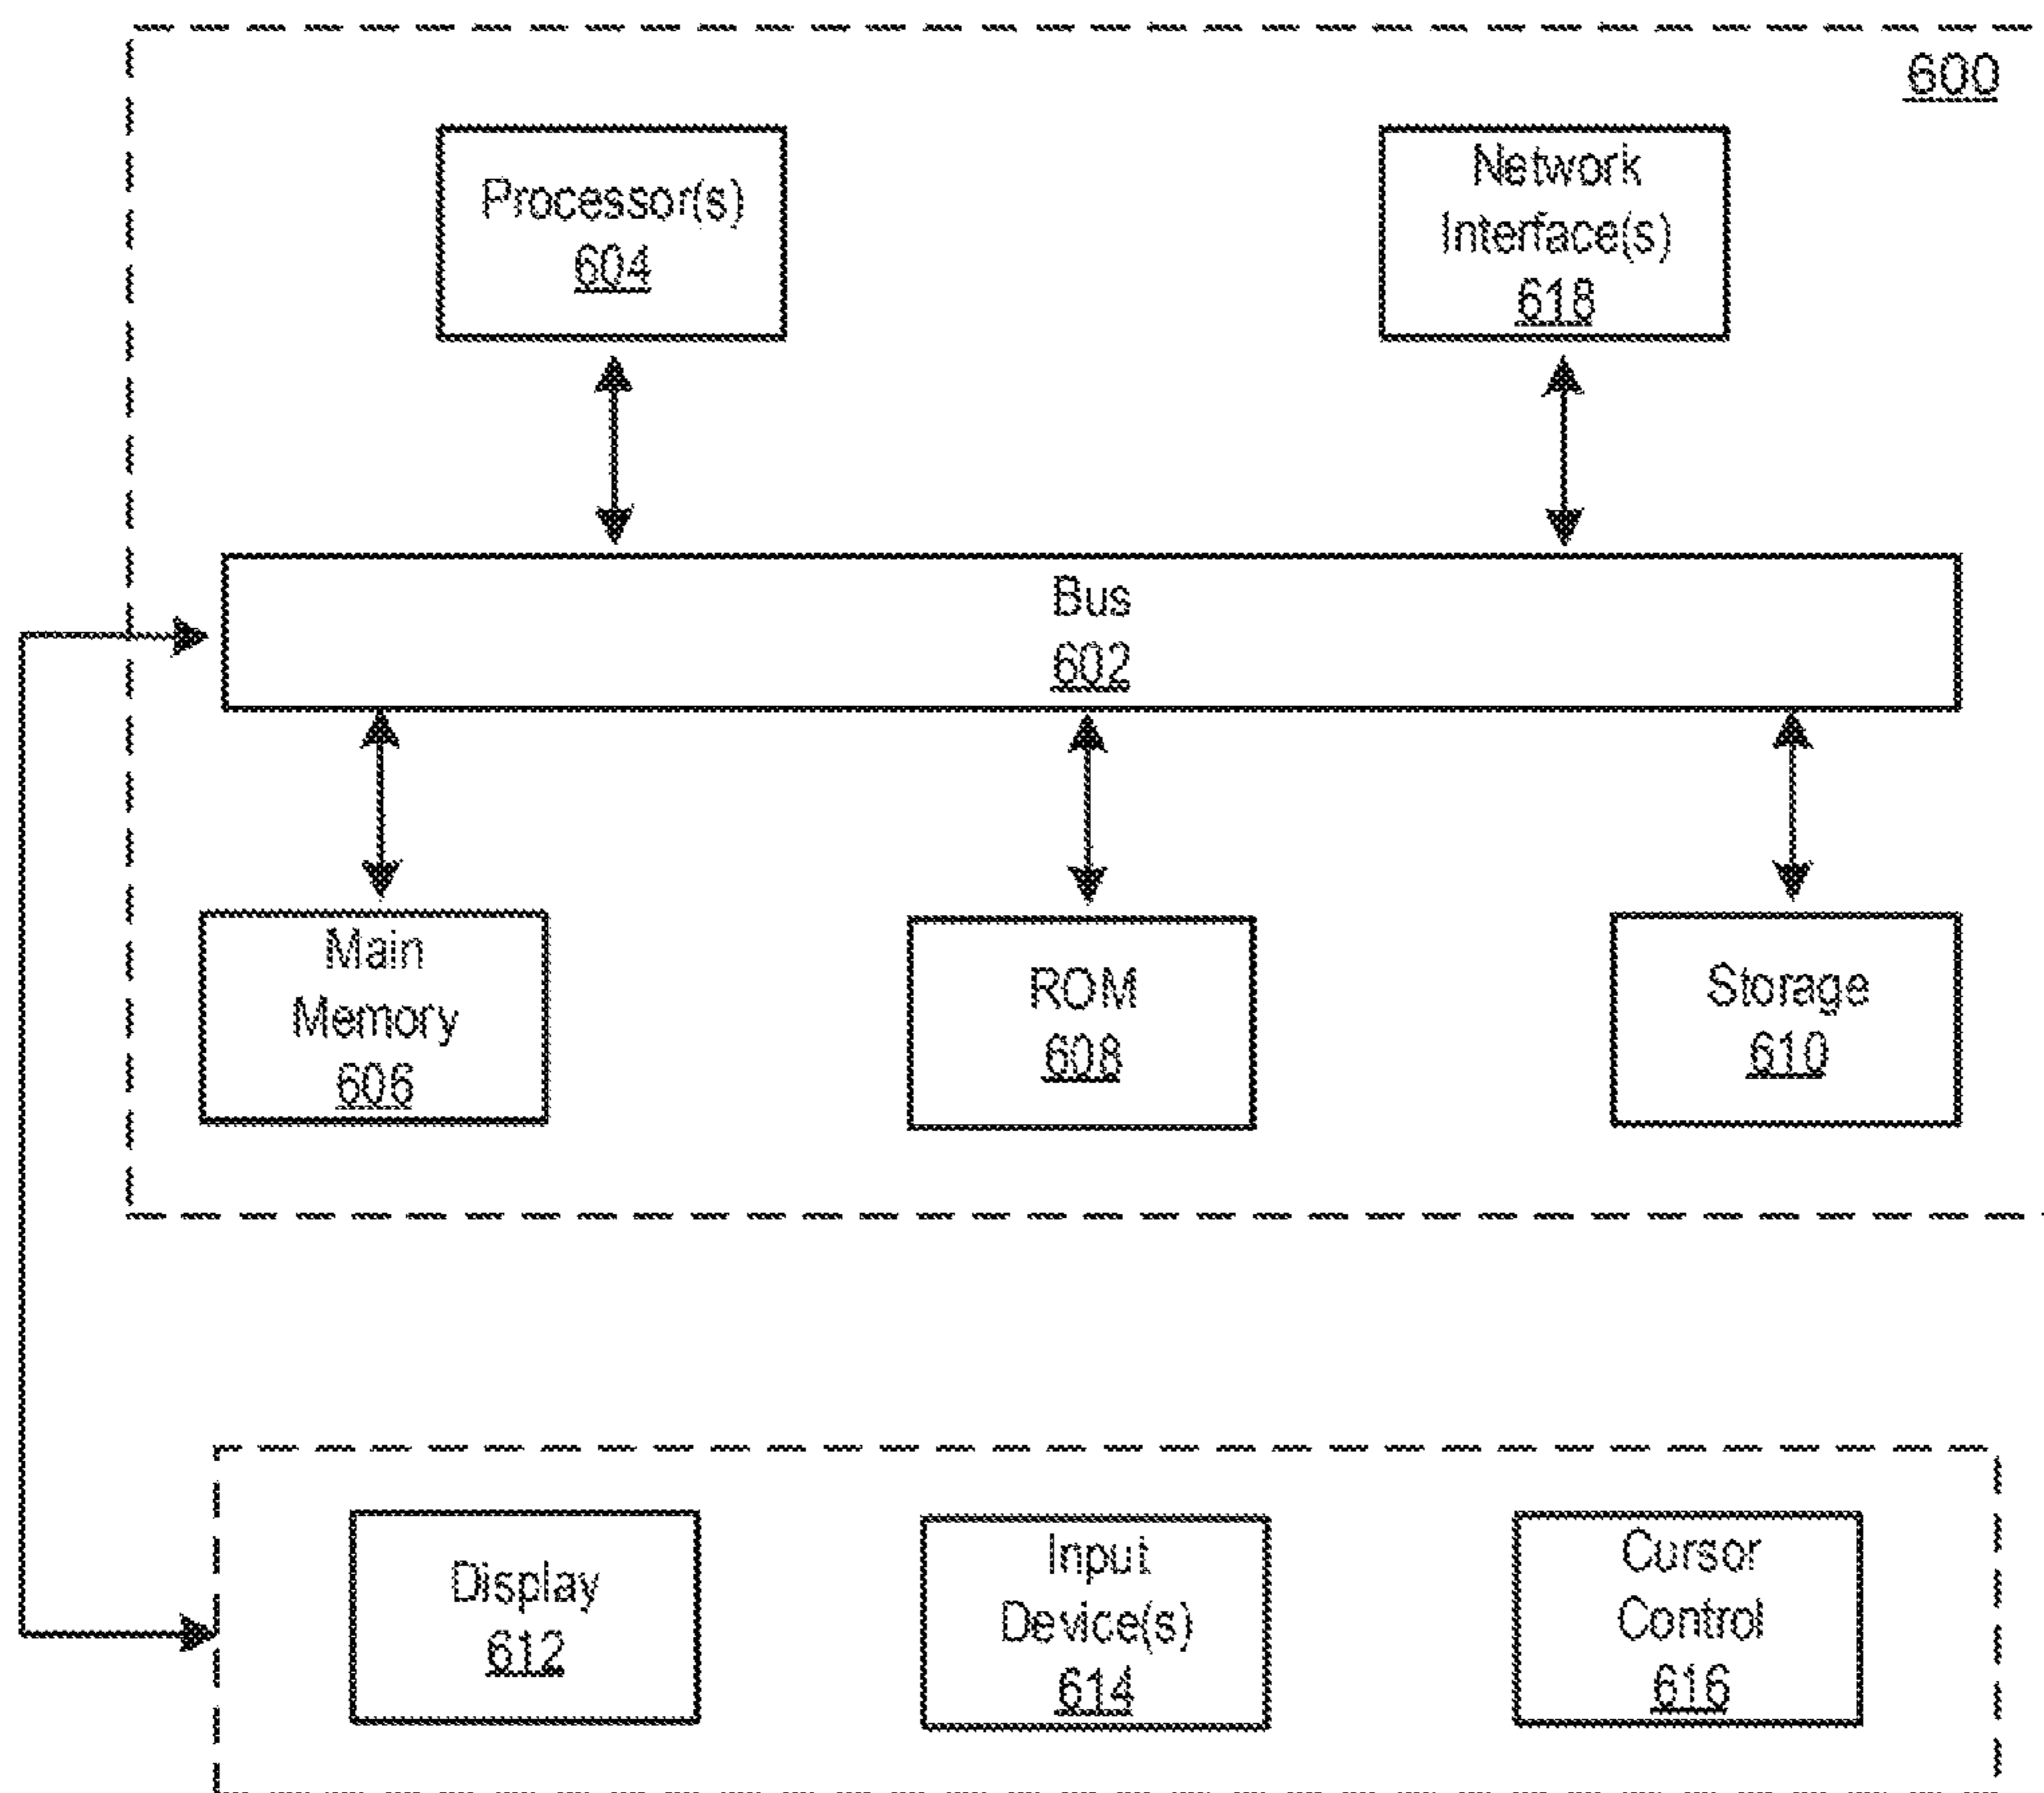 600
Processor(s)
604
Network
Interface(s)
618
Bus
602
Main
Memory
606
ROM
608
Storage
610
Display
612
Input
Device(s)
614
Cursor
Control
616